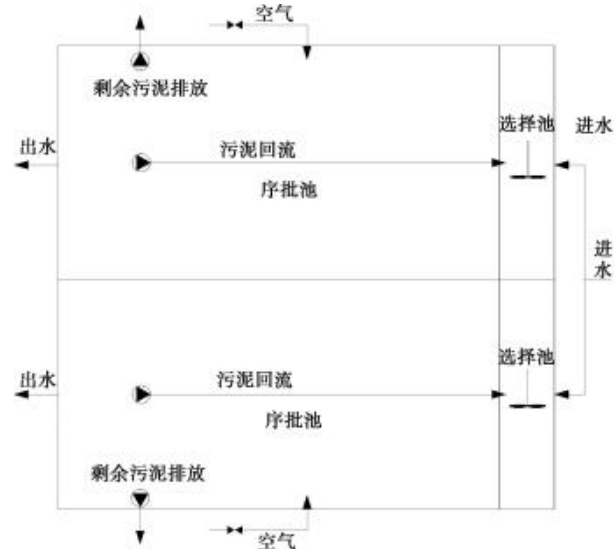 空气
剩余污泥排放
选择池
进水
出水
污泥回流
序批池
进
水
选择池
出水
污泥回流
序批池
剩余污泥排放
空气